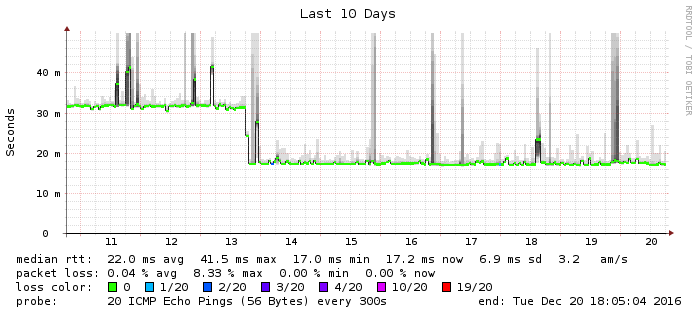 Last 10 Days
RRDTOOL / TOBI OETIKER
Seconds
40 m
30 m
20 m
10 m
0
11 12 13 14 15 16 17 18 19 20
median rtt: 22.0 ms avg 41.5 ms max 17.0 ms min 17.2 ms now 6.9 ms sd 3.2 am/s
packet loss: 0.04 % avg 8.33 % max 0.00 % min 0.00 % now
loss color: 0 1/20 2/20 3/20 4/20 10/20 19/20
probe: 20 ICMP Echo Pings (56 Bytes) every 300s end: Tue Dec 20 18:05:04 2016